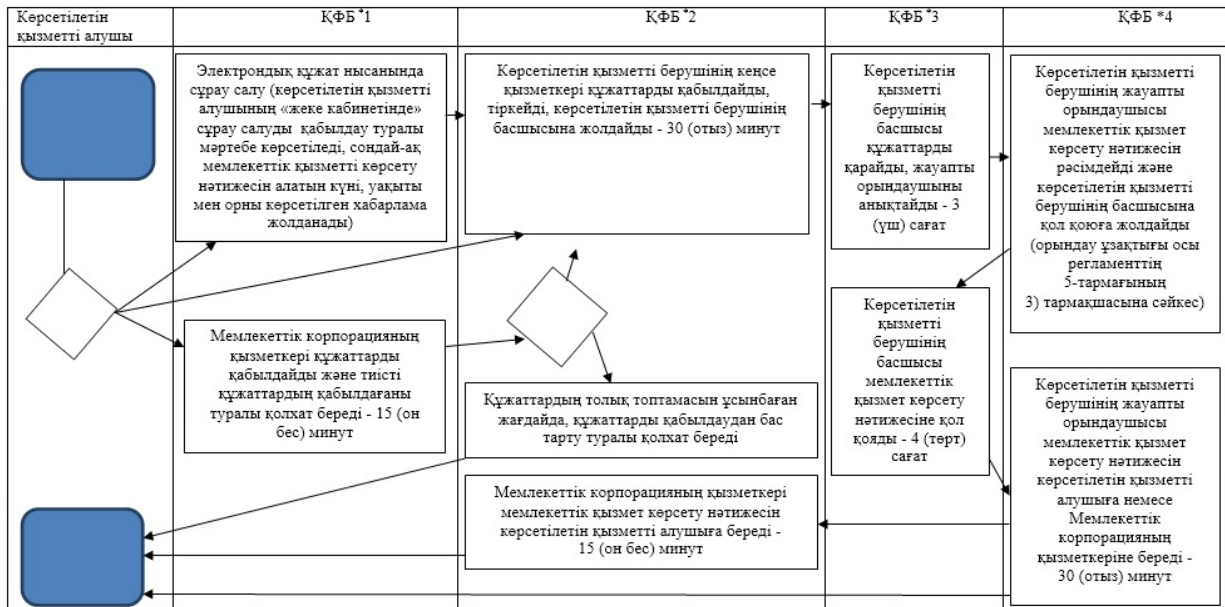 Көрсетілетін
қызметті алушы
ҚФБ *1
ҚФБ *2
ҚФБ *3
ҚФБ *4
Электрондық құжат нысанында
сұрау салу (көрсетілетін қызметті
алушының «жеке кабинетінде»
сұрау салуды қабылдау туралы
мәртебе көрсетіледі, сондай-ақ
мемлекеттік қызметті көрсету
нәтижесін алатын күні, уақыты
мен орны көрсетілген хабарлама
жолданады)
Көрсетілетін қызметті берушінің кеңсе
қызметкері құжаттарды қабылдайды,
тіркейді, көрсетілетін қызметті берушінің
басшысына жолдайды - 30 (отыз) минут
Көрсетілетін
қызметті
берушінің
басшысы
құжаттарды
қарайды, жауапты
орындаушыны
анықтайды - 3
(үш) сағат
Көрсетілетін қызметті
берушінің жауапты
орындаушысы
мемлекеттік қызмет
көрсету нәтижесін
рәсімдейді және
көрсетілетін қызметті
берушінің басшысына
қол қоюға жолдайды
(орындау ұзақтығы осы
регламенттің
5-тармағының
3) тармақшасына сәйкес)
Мемлекеттік корпорацияның
қызметкері құжаттарды
қабылдайды және тиісті
құжаттардың қабылдағаны
туралы қолхат береді - 15 (он
бес) минут
Құжаттардың толық топтамасын ұсынбаған
жағдайда, құжаттарды қабылдаудан бас
тарту туралы қолхат береді
Көрсетілетін
қызметті
берушінің
басшысы
мемлекеттік
қызмет көрсету
нәтижесіне қол
қояды - 4 (төрт)
сағат
Көрсетілетін қызметті
берушінің жауапты
орындаушысы
мемлекеттік қызмет
көрсету нәтижесін
көрсетілетін қызметті
алушыға немесе
Мемлекеттік
корпорацияның
қызметкеріне береді -
30 (отыз) минут
Мемлекеттік корпорацияның қызметкері
мемлекеттік қызмет көрсету нәтижесін
көрсетілетін қызметті алушыға береді -
15 (он бес) минут